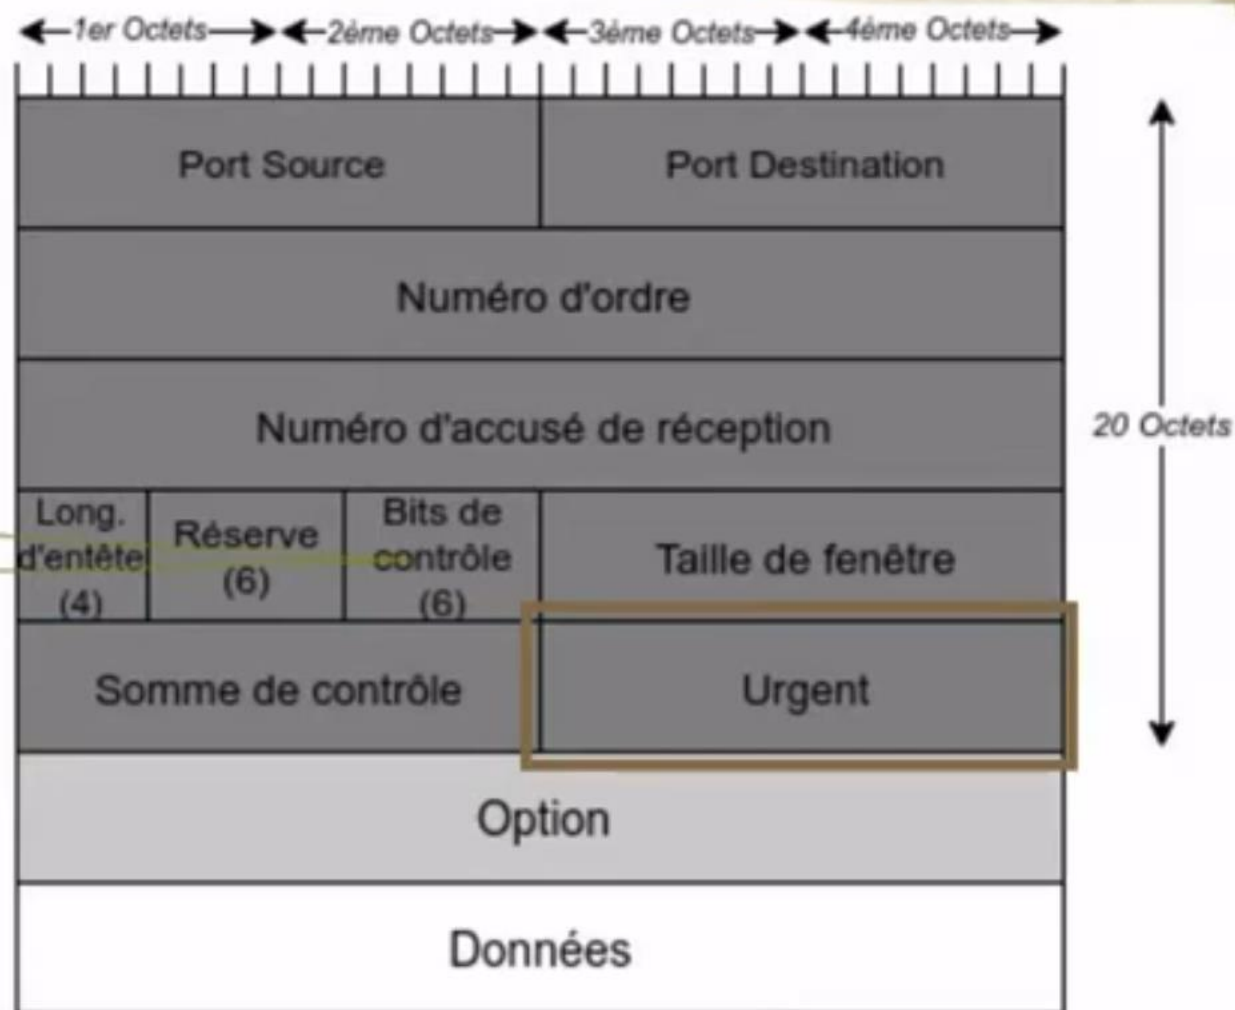 1er Octets 2ème Octets 3ème Octets 4ème Octets
Port Source Port Destination
Numéro d'ordre
Numéro d'accusé de réception
20 Octets
Long.
d'entête
(4)
Réserve
(6)
Bits de
contrôle
(6)
Taille de fenêtre
Somme de contrôle Urgent
Option
Données